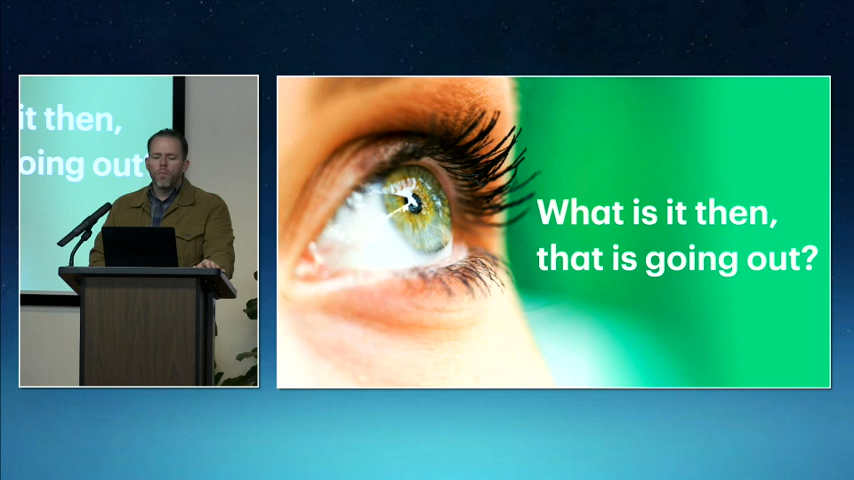 it then,
oing out
What is it then,
that is going out?